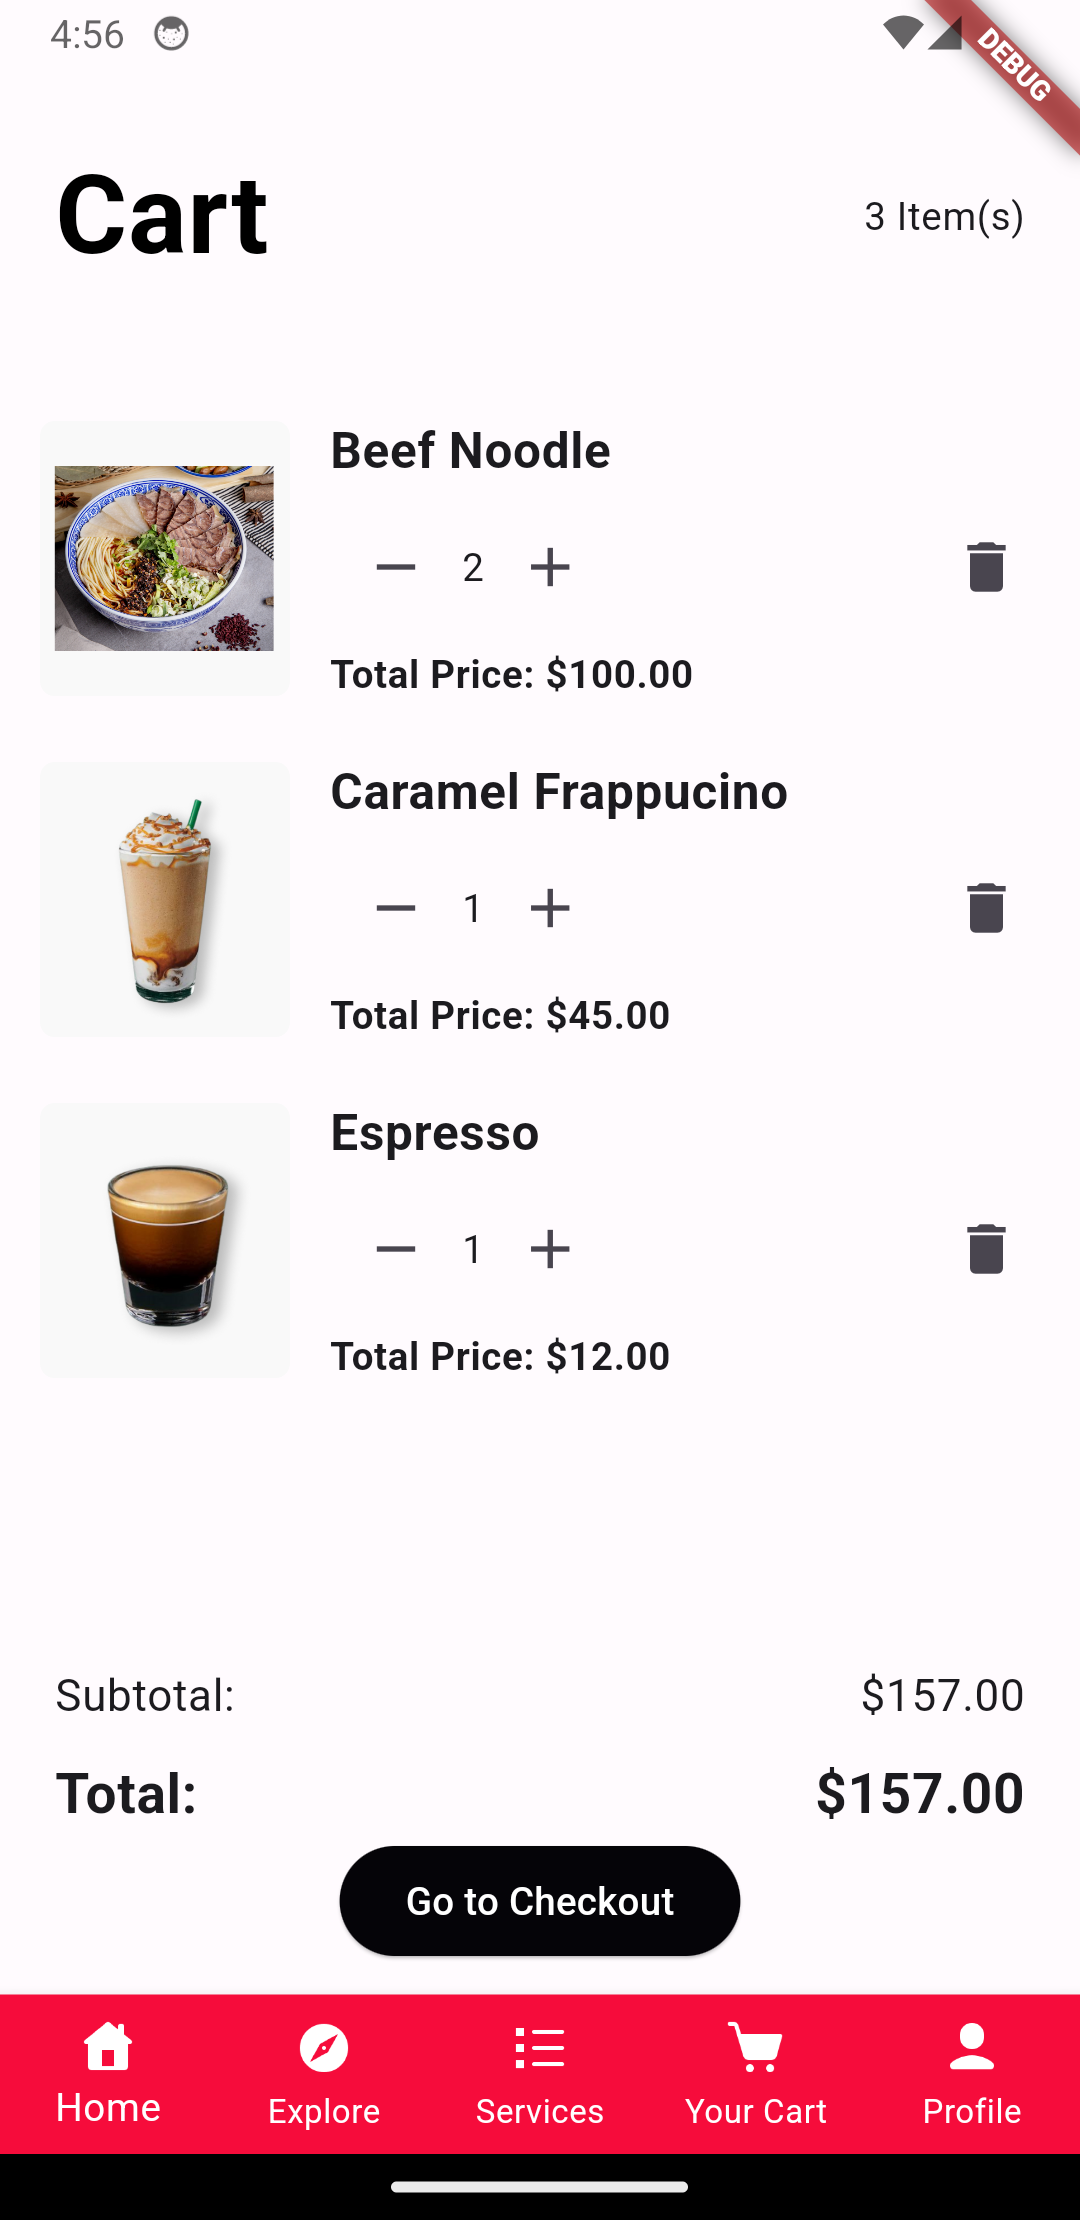 4:56
DEBUG
Cart
3 Item(s)
Beef Noodle
2
Total Price: $100.00
Caramel Frappucino
1
Total Price: $45.00
Espresso
1
Total Price: $12.00
Subtotal: $157.00
Total: $157.00
Go to Checkout
Home Explore Services Your Cart Profile